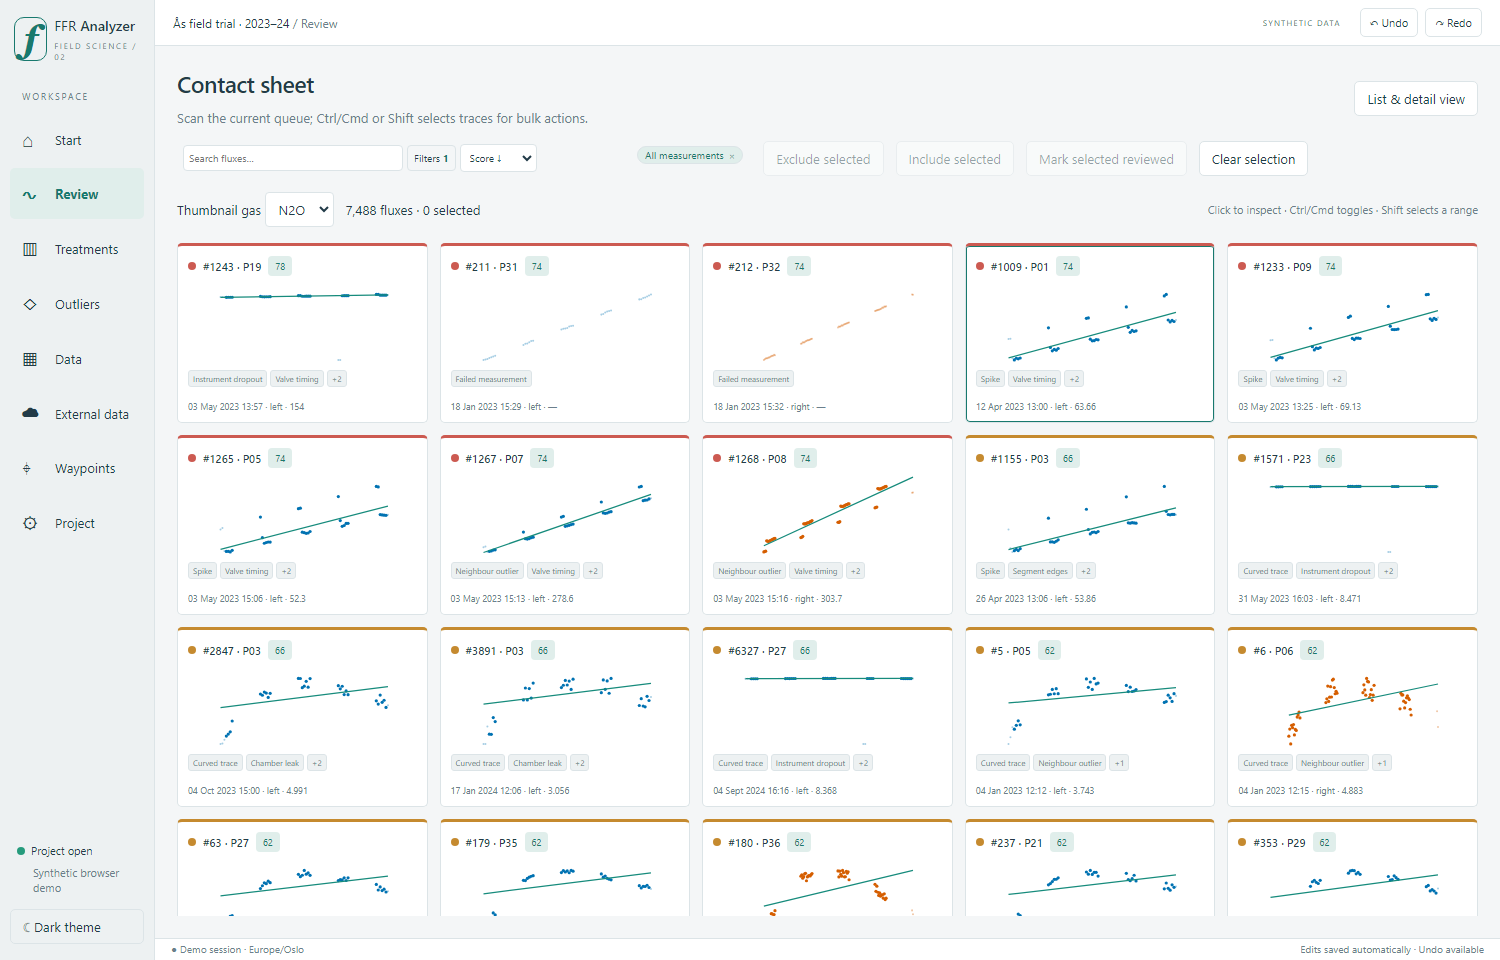 FFR Analyzer
FIELD SCIENCE /
02
WORKSPACE
Start
Review
Treatments
Outliers
Data
External data
Waypoints
Project
Project open
Synthetic browser
demo
☾ Dark theme
Ås field trial · 2023–24 / Review
SYNTHETIC DATA
↶ Undo
↷ Redo
Contact sheet
Scan the current queue; Ctrl/Cmd or Shift selects traces for bulk actions.
List & detail view
Search fluxes...
Filters 1
Score ↓
All measurements ×
Exclude selected
Include selected
Mark selected reviewed
Clear selection
Thumbnail gas N2O 7,488 fluxes · 0 selected
Click to inspect · Ctrl/Cmd toggles · Shift selects a range
#1243 · P19 78
Instrument dropout Valve timing +2
03 May 2023 13:57 · left · 154
#211 · P31 74
Failed measurement
18 Jan 2023 15:29 · left · —
#212 · P32 74
Failed measurement
18 Jan 2023 15:32 · right · —
#1009 · P01 74
Spike Valve timing +2
12 Apr 2023 13:00 · left · 63.66
#1233 · P09 74
Spike Valve timing +2
03 May 2023 13:25 · left · 69.13
#1265 · P05 74
Spike Valve timing +2
03 May 2023 15:06 · left · 52.3
#1267 · P07 74
Neighbour outlier Valve timing +2
03 May 2023 15:13 · left · 278.6
#1268 · P08 74
Neighbour outlier Valve timing +2
03 May 2023 15:16 · right · 303.7
#1155 · P03 66
Spike Segment edges +2
26 Apr 2023 13:06 · left · 53.86
#1571 · P23 66
Curved trace Instrument dropout +2
31 May 2023 16:03 · left · 8.471
#2847 · P03 66
Curved trace Chamber leak +2
04 Oct 2023 15:00 · left · 4.991
#3891 · P03 66
Curved trace Chamber leak +2
17 Jan 2024 12:06 · left · 3.056
#6327 · P27 66
Curved trace Instrument dropout +2
04 Sept 2024 16:16 · left · 8.368
#5 · P05 62
Curved trace Neighbour outlier +1
04 Jan 2023 12:12 · left · 3.743
#6 · P06 62
Curved trace Neighbour outlier +1
04 Jan 2023 12:15 · right · 4.883
#63 · P27 62
#179 · P35 62
#180 · P36 62
#237 · P21 62
#353 · P29 62
● Demo session · Europe/Oslo
Edits saved automatically · Undo available